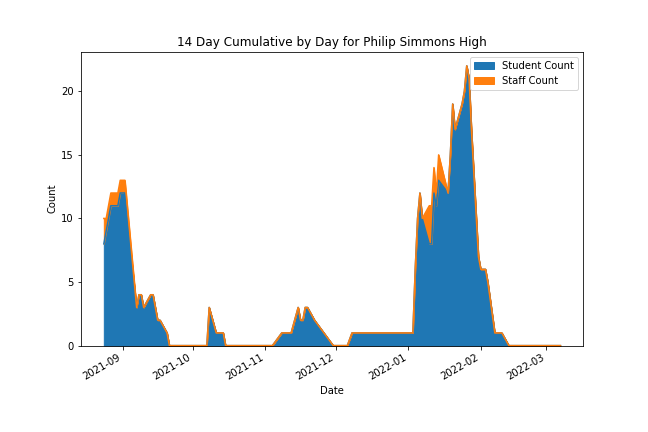 14 Day Cumulative by Day for Philip Simmons High
Student Count
Staff Count
Count
20
15
10
5
0
2021-09
2021-10
2021-11
2021-12
2022-01
2022-02
2022-03
Date